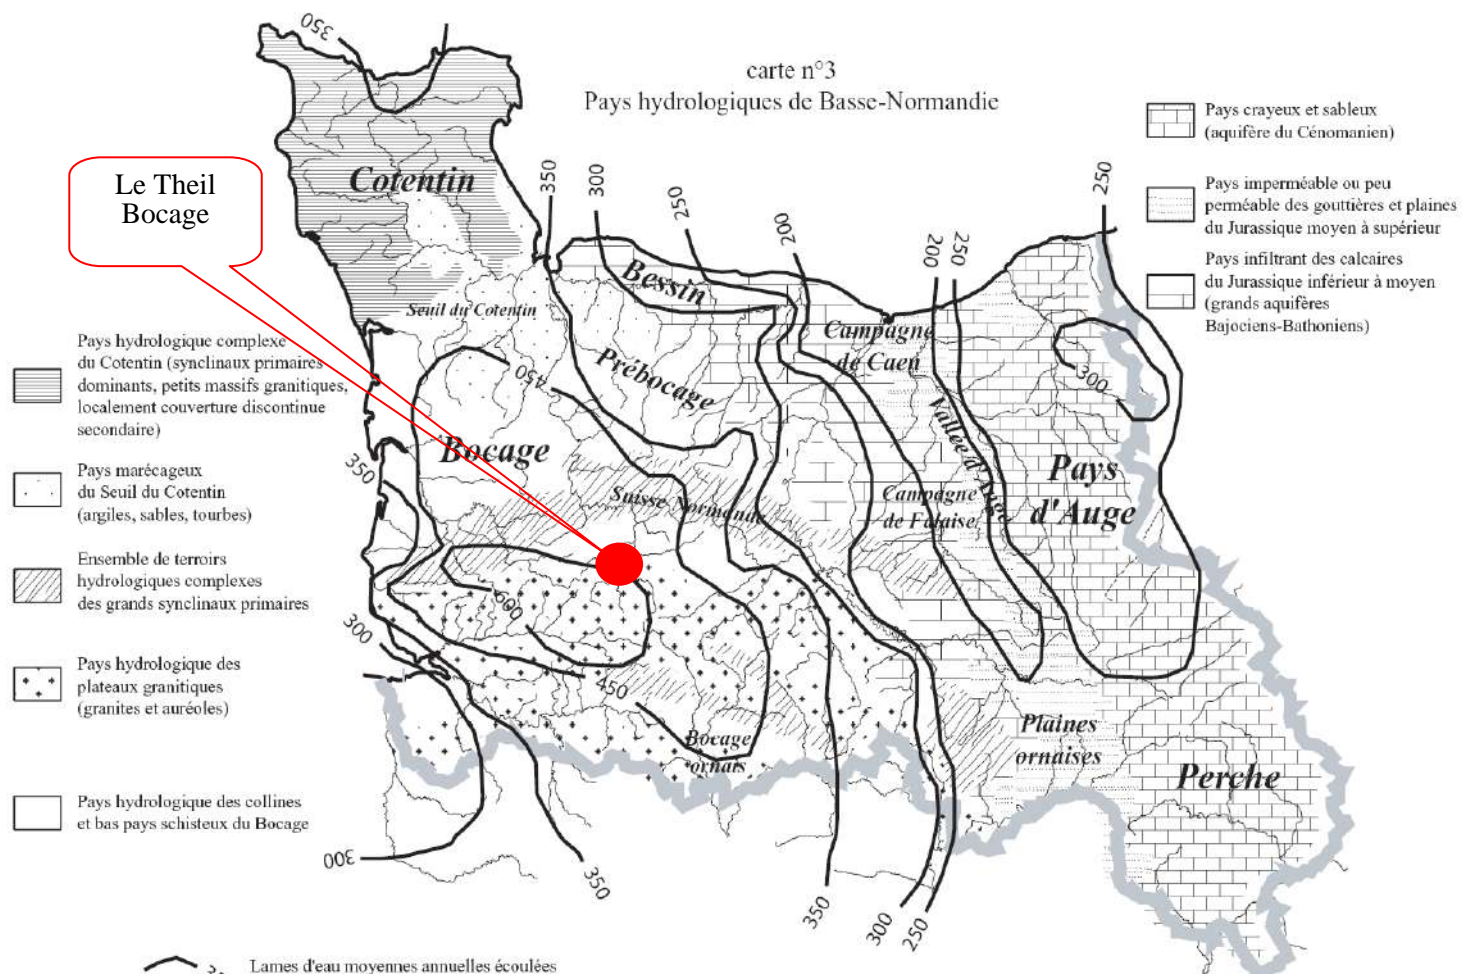 carte n°3
Pays hydrologiques de Basse-Normandie
Le Theil
Bocage
Pays crayeux et sableux
(aquifère du Cénomanien)
Pays imperméable ou peu
perméable des gouttières et plaines
du Jurassique moyen à supérieur
Pays infiltrant des calcaires
du Jurassique inférieur à moyen
(grands aquifères
Bajociens-Bathoniens)
Pays hydrologique complexe
du Cotentin (synclinaux primaires
dominants, petits massifs granitiques,
localement couverture discontinue
secondaire)
Pays marécageux
du Seuil du Cotentin
(argiles, sables, tourbes)
Ensemble de terroirs
hydrologiques complexes
des grands synclinaux primaires
Pays hydrologique des
plateaux granitiques
(granites et auréoles)
Pays hydrologique des collines
et bas pays schisteux du Bocage
350
Cotentin
350
300
250
200
200
250
250
Bessin
Seuil du Cotentin
Campagne
de Caen
Prébocage
450
300
Vallée d'Auge
Bocage
350
Suisse Normande
Campagne
de Falaise
Pays
d'Auge
600
300
450
Bocage
ornais
Plaines
ornaises
Perche
300
350
350
300
250
Lames d'eau moyennes annuelles écoulées